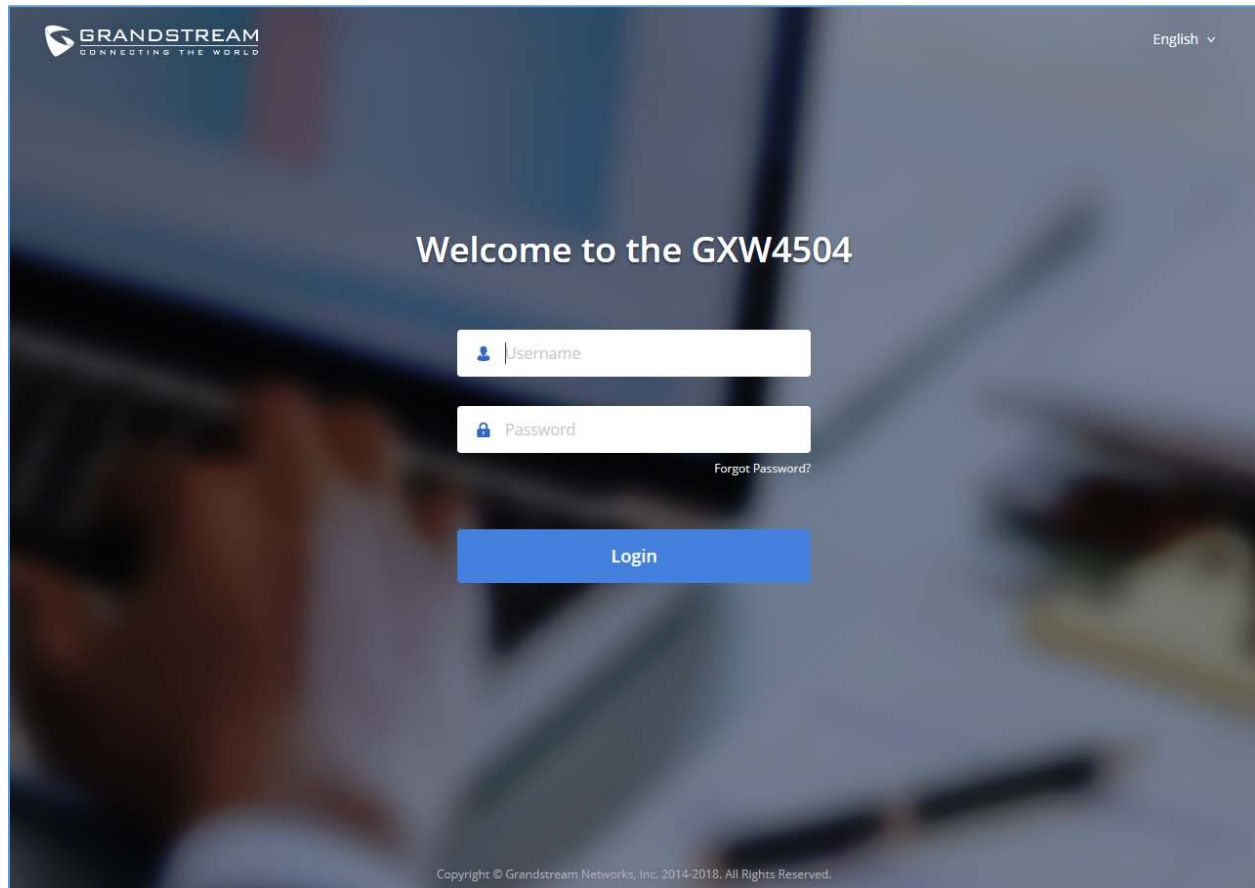 GRANDSTREAM
CONNECTING THE WORLD
English
Welcome to the GXW4504
Username
Password
Forgot Password?
Login
Copyright © Grandstream Networks, Inc. 2014-2018. All Rights Reserved.